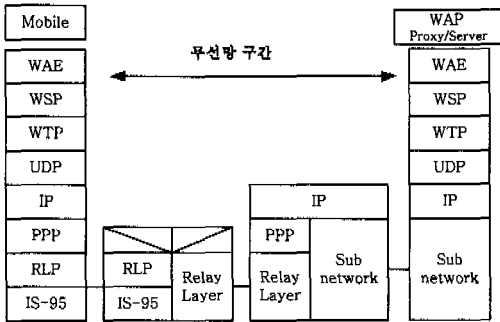 Mobile
WAE
WSP
WTP
UDP
IP
PPP
RLP
IS-95
무선망 구간
RLP
IS-95
Relay
Layer
IP
PPP
Relay
Layer
Sub
network
WAP
Proxy/Server
WAE
WSP
WTP
UDP
IP
Sub
network